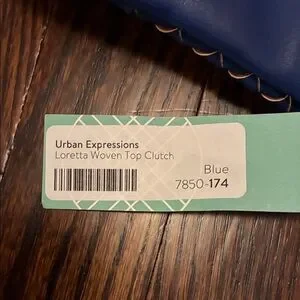 Urban Expressions
Loretta Woven Top Clutch
Blue
7850-174